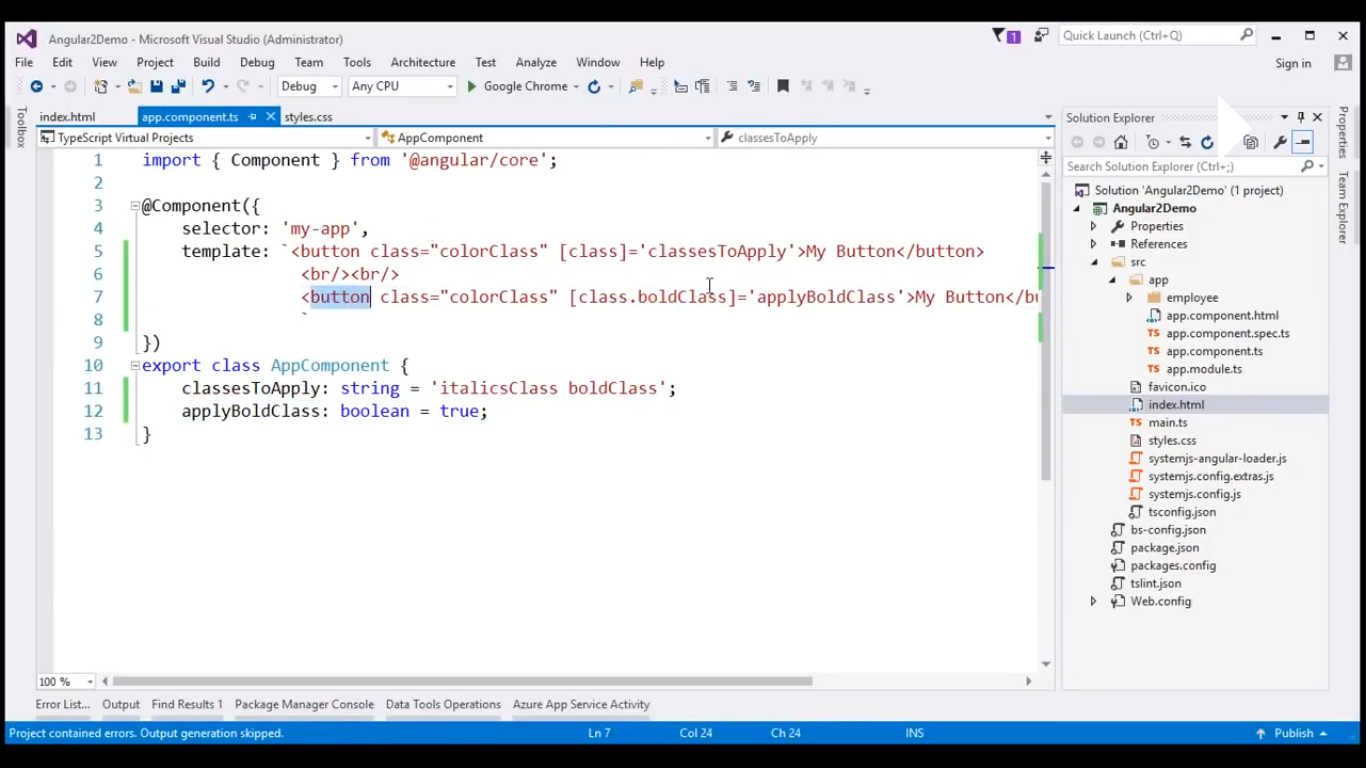 Angular2Demo - Microsoft Visual Studio (Administrator)
1
Quick Launch (Ctrl+Q)
File Edit View Project Build Debug Team Tools Architecture Test Analyze Window Help
Sign in
Debug Any CPU Google Chrome
Toolbox
index.html app.component.ts styles.css
TypeScript Virtual Projects AppComponent classesToApply
1 import { Component } from '@angular/core';
2
3 @Component({
4 selector: 'my-app',
5 template: `<button class="colorClass" [class]='classesToApply'>My Button</button>
6 <br/><br/>
7 <button class="colorClass" [class.boldClass]='applyBoldClass'>My Button</bu
8 `
9 })
10 export class AppComponent {
11 classesToApply: string = 'italicsClass boldClass';
12 applyBoldClass: boolean = true;
13 }
100 %
Solution Explorer
Search Solution Explorer (Ctrl+;)
Solution 'Angular2Demo' (1 project)
Angular2Demo
Properties
References
src
app
employee
app.component.html
TS app.component.spec.ts
TS app.component.ts
TS app.module.ts
favicon.ico
index.html
TS main.ts
styles.css
systemjs-angular-loader.js
systemjs.config.extras.js
systemjs.config.js
tsconfig.json
bs-config.json
package.json
packages.config
tslint.json
Web.config
Properties
Team Explorer
Error List... Output Find Results 1 Package Manager Console Data Tools Operations Azure App Service Activity
Project contained errors. Output generation skipped. Ln 7 Col 24 Ch 24 INS Publish